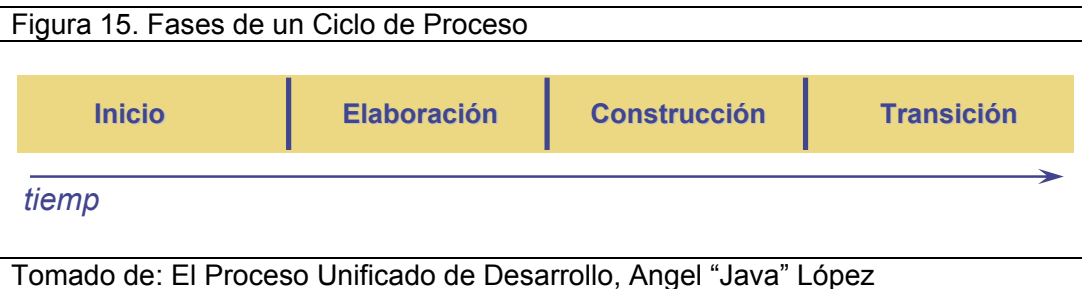 Figura 15. Fases de un Ciclo de Proceso
Inicio Elaboración Construcción Transición
tiemp
Tomado de: El Proceso Unificado de Desarrollo, Angel “Java” López